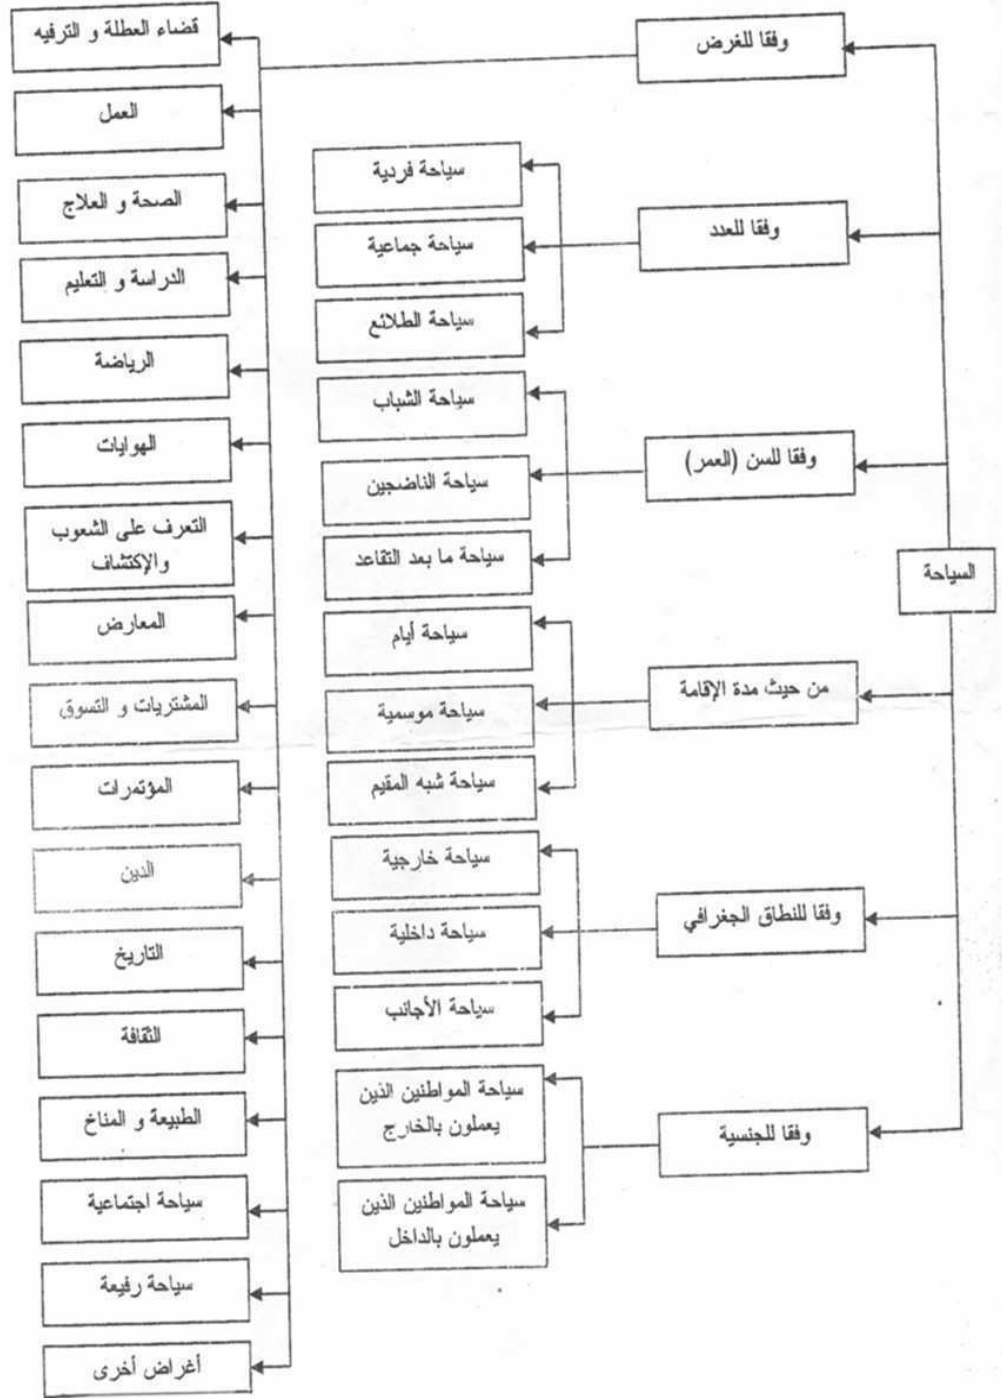 السياحة
وفقا للغرض
قضاء العطلة و الترفيه
العمل
الصحة و العلاج
الدراسة و التعليم
الرياضة
الهوايات
التعرف على الشعوب
والإكتشاف
المعارض
المشتريات و التسوق
المؤتمرات
الدين
التاريخ
الثقافة
الطبيعة و المناخ
سياحة اجتماعية
سياحة رفيعة
أغراض أخرى
وفقا للعدد
سياحة فردية
سياحة جماعية
سياحة الطلائع
وفقا للسن (العمر)
سياحة الشباب
سياحة الناضجين
سياحة ما بعد التقاعد
من حيث مدة الإقامة
سياحة أيام
سياحة موسمية
سياحة شبه المقيم
وفقا للنطاق الجغرافي
سياحة خارجية
سياحة داخلية
سياحة الأجانب
وفقا للجنسية
سياحة المواطنين الذين
يعملون بالخارج
سياحة المواطنين الذين
يعملون بالداخل